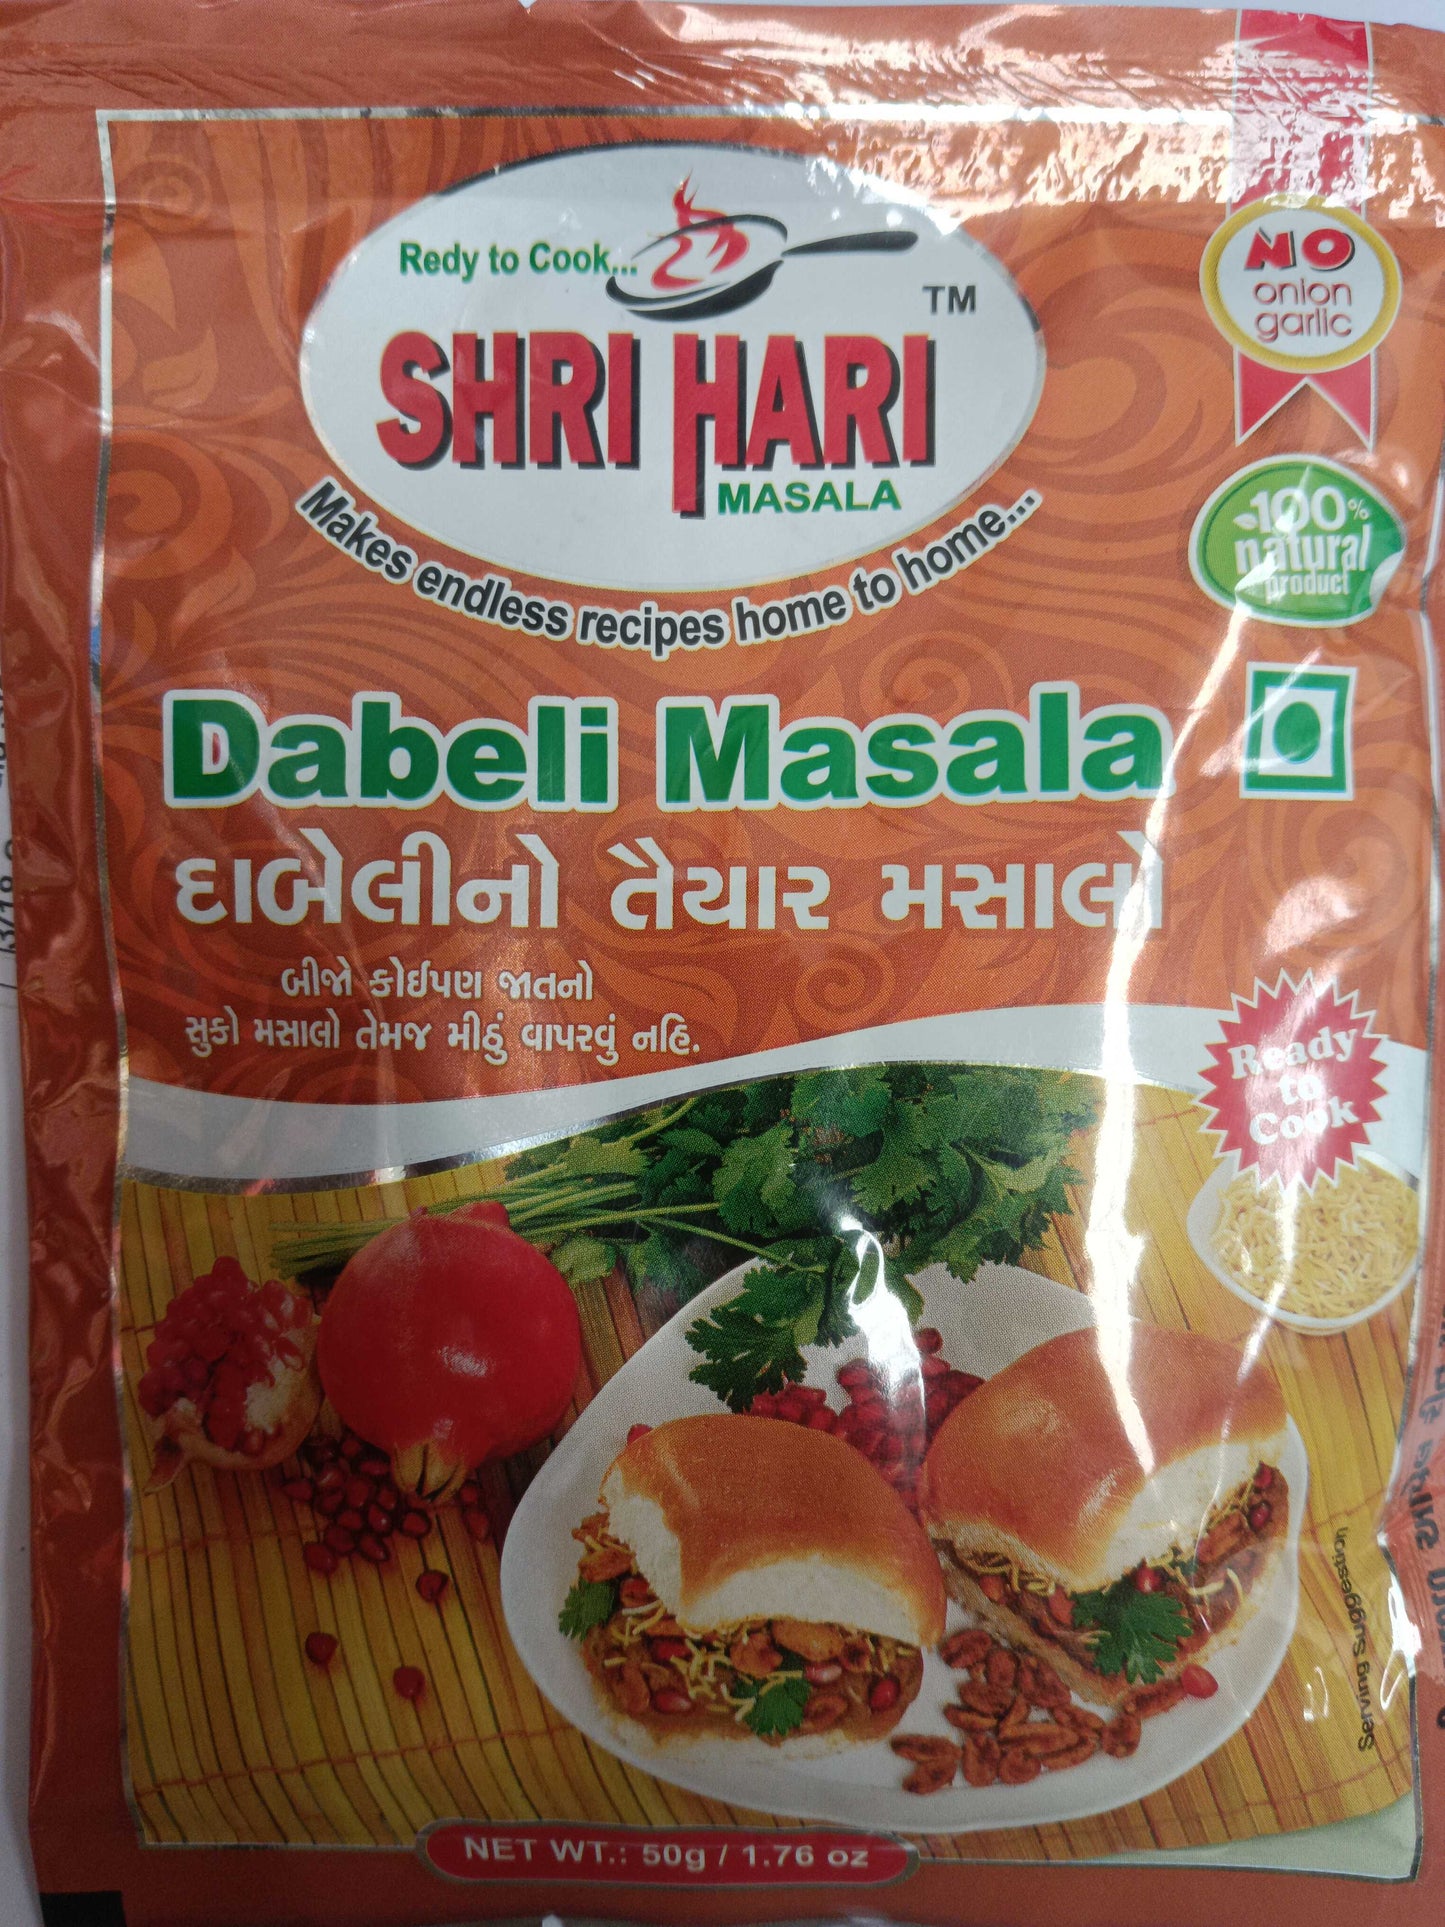 Redy to Cook...
TM
SHRI HARI
MASALA
Makes endless recipes home to home...
NO
onion
garlic
100%
natural
product
Dabeli Masala
દાબેલીનો તૈયાર મસાલો
બીજો કોઈપણ જાતનો
સુકો મસાલો તેમજ મીઠું વાપરવું નહિ.
Ready
to
Cook
Serving Suggestion
NET WT.: 50g / 1.76 oz